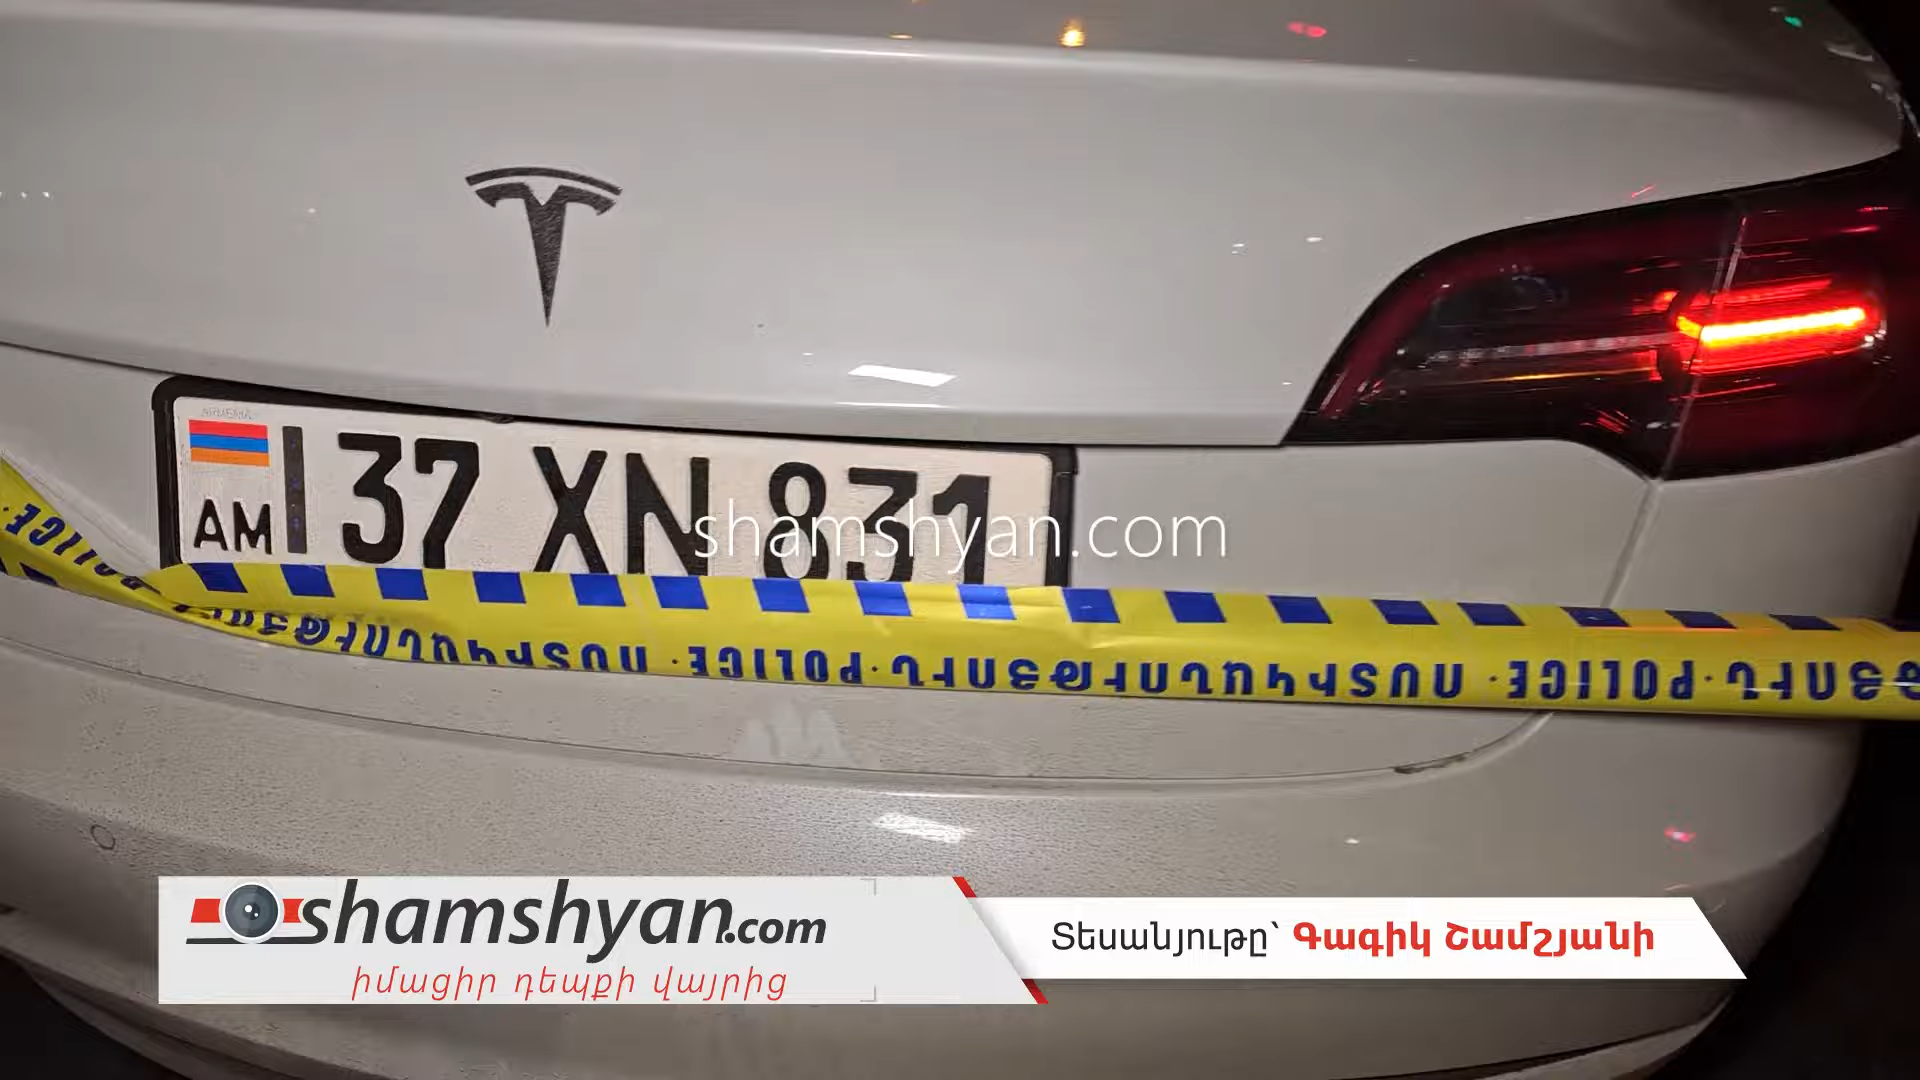 ARMENIA
AM 37 XN 831
shamshyan.com
POLICE · ՈՍՏԻԿԱՆՈՒԹՅՈՒՆ · POLICE · ՈՍՏԻԿԱՆՈՒԹՅՈՒՆ · POLICE
shamshyan.com
իմացիր դեպքի վայրից
Տեսանյութը՝ Գագիկ Շամշյանի